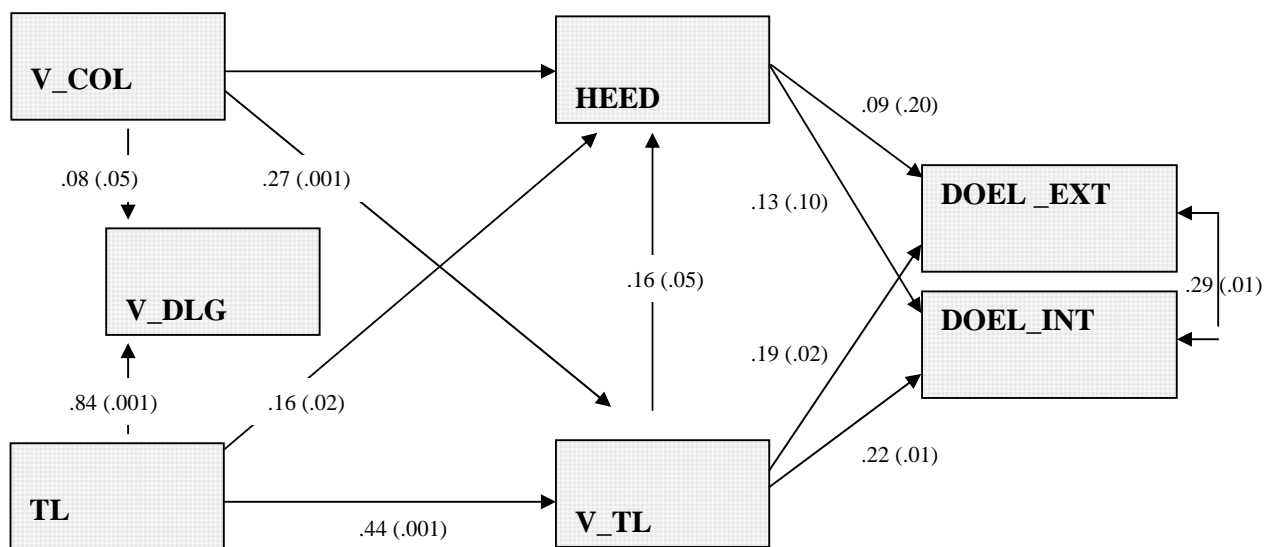 V_COL
HEED
.09 (.20)
.08 (.05)
.27 (.001)
DOEL _EXT
.13 (.10)
V_DLG
.16 (.05)
.29 (.01)
DOEL_INT
.19 (.02)
.84 (.001)
.16 (.02)
.22 (.01)
TL
.44 (.001)
V_TL